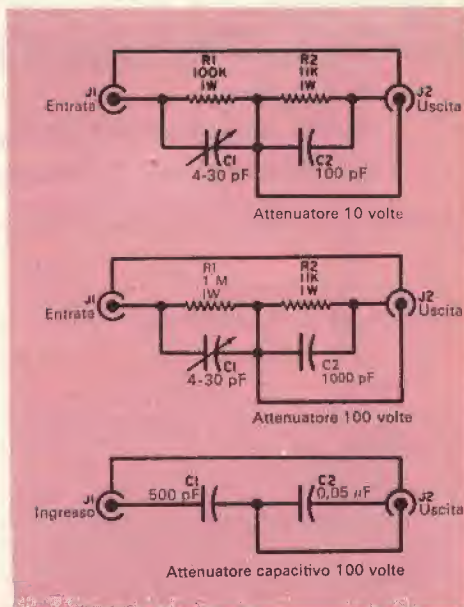 R1 R2
100K 11K
1W 1W
J1 J2
Entrata Uscita
C1 C2
4-30 pF 100 pF
Attenuatore 10 volte
R1 R2
1 M 11K
1W 1W
J1 J2
Entrata Uscita
C1 C2
4-30 pF 1000 pF
Attenuatore 100 volte
C1 C2
J1 500 pF 0,05 µF J2
Ingresso Uscita
Attenuatore capacitivo 100 volte